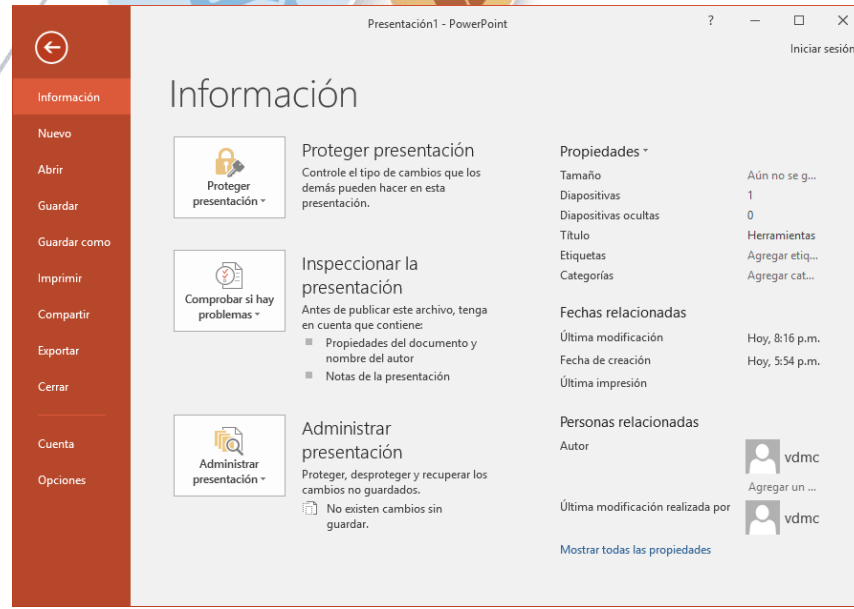 Presentación1 - PowerPoint
?
Iniciar sesión
Información
Nuevo
Abrir
Guardar
Guardar como
Imprimir
Compartir
Exportar
Cerrar
Cuenta
Opciones
Información
Proteger
presentación
Proteger presentación
Controle el tipo de cambios que los
demás pueden hacer en esta
presentación.
Comprobar si hay
problemas
Inspeccionar la
presentación
Antes de publicar este archivo, tenga
en cuenta que contiene:
Propiedades del documento y
nombre del autor
Notas de la presentación
Administrar
presentación
Administrar
presentación
Proteger, desproteger y recuperar los
cambios no guardados.
No existen cambios sin
guardar.
Propiedades
Tamaño Aún no se g...
Diapositivas 1
Diapositivas ocultas 0
Título Herramientas
Etiquetas Agregar etiq...
Categorías Agregar cat...
Fechas relacionadas
Última modificación Hoy, 8:16 p.m.
Fecha de creación Hoy, 5:54 p.m.
Última impresión
Personas relacionadas
Autor vdmc
Agregar un ...
Última modificación realizada por vdmc
Mostrar todas las propiedades